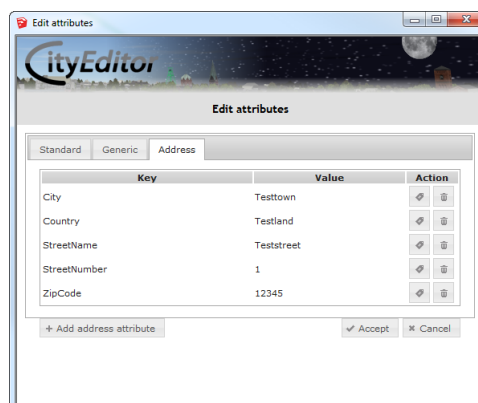 Edit attributes
CityEditor
Edit attributes
Standard Generic Address
Key Value Action
City Testtown
Country Testland
StreetName Teststreet
StreetNumber 1
ZipCode 12345
+ Add address attribute Accept Cancel